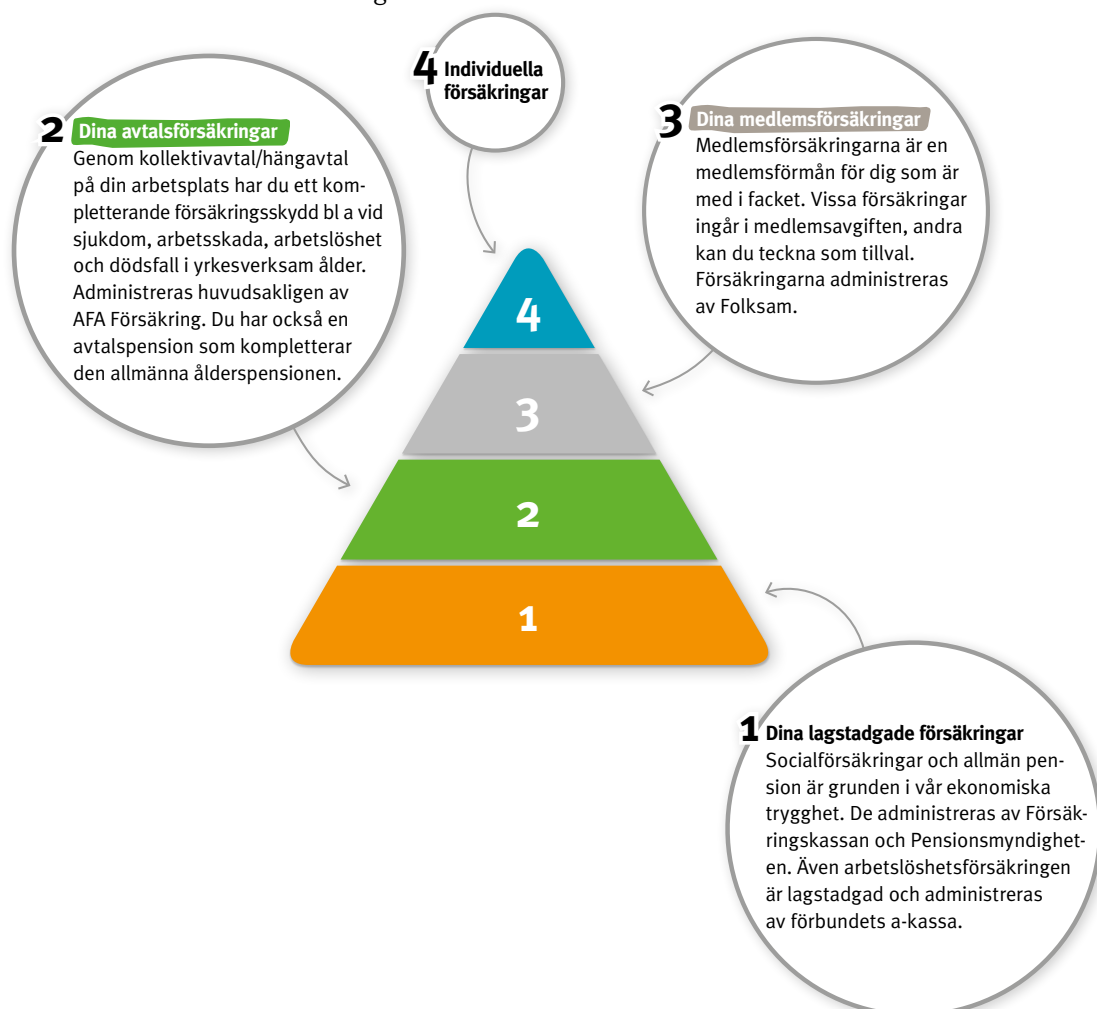 4 Individuella
försäkringar
2 Dina avtalsförsäkringar
Genom kollektivavtal/hängavtal
på din arbetsplats har du ett kom-
pletterande försäkringsskydd bl a vid
sjukdom, arbetsskada, arbetslöshet
och dödsfall i yrkesverksam ålder.
Administreras huvudsakligen av
AFA Försäkring. Du har också en
avtalspension som kompletterar
den allmänna ålderspensionen.
3 Dina medlemsförsäkringar
Medlemsförsäkringarna är en
medlemsförmån för dig som är
med i facket. Vissa försäkringar
ingår i medlemsavgiften, andra
kan du teckna som tillval.
Försäkringarna administreras
av Folksam.
4
3
2
1
1 Dina lagstadgade försäkringar
Socialförsäkringar och allmän pen-
sion är grunden i vår ekonomiska
trygghet. De administreras av Försäk-
ringskassan och Pensionsmyndighet-
en. Även arbetslöshetsförsäkringen
är lagstadgad och administreras
av förbundets a-kassa.